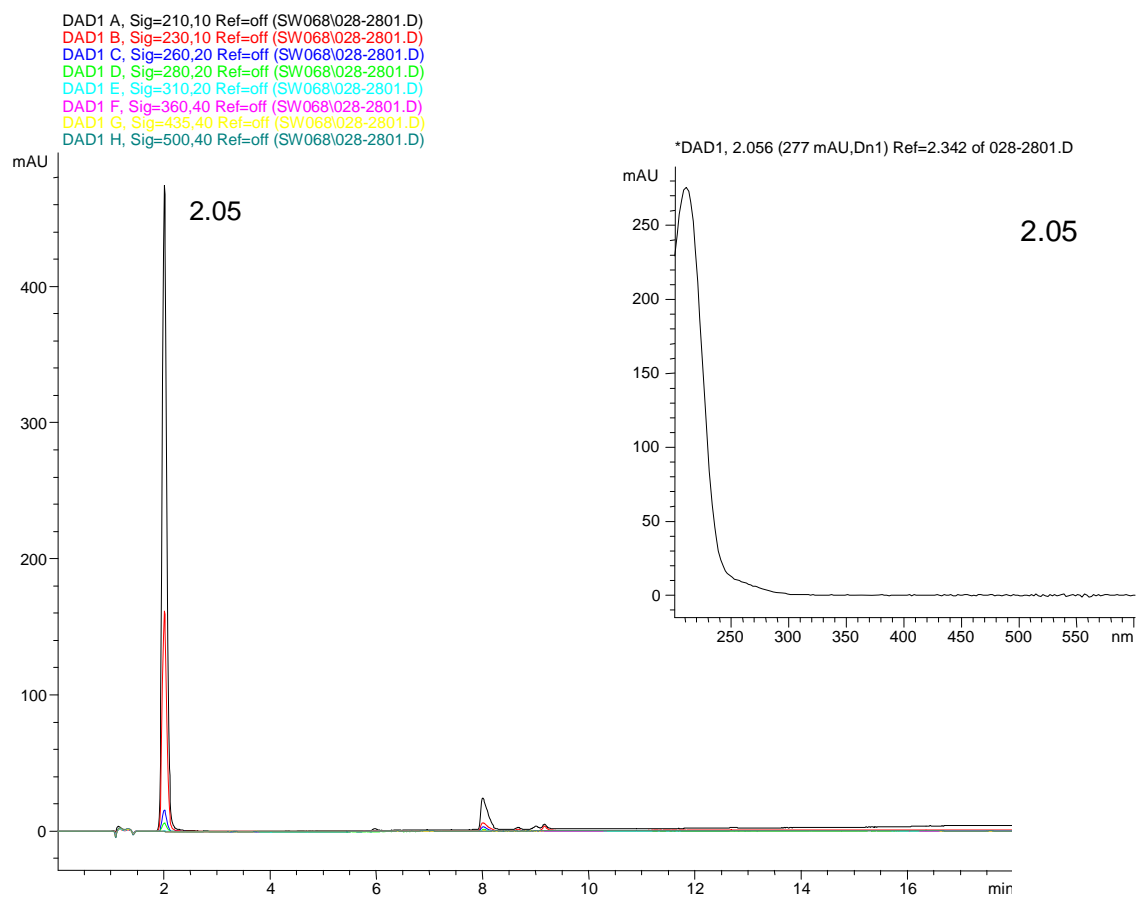 DAD1 A, Sig=210,10 Ref=off (SW068\028-2801.D)
DAD1 B, Sig=230,10 Ref=off (SW068\028-2801.D)
DAD1 C, Sig=260,20 Ref=off (SW068\028-2801.D)
DAD1 D, Sig=280,20 Ref=off (SW068\028-2801.D)
DAD1 E, Sig=310,20 Ref=off (SW068\028-2801.D)
DAD1 F, Sig=360,40 Ref=off (SW068\028-2801.D)
DAD1 G, Sig=435,40 Ref=off (SW068\028-2801.D)
DAD1 H, Sig=500,40 Ref=off (SW068\028-2801.D)
mAU
2.05
400
300
200
100
0
2 4 6 8 10 12 14 16 min
*DAD1, 2.056 (277 mAU,Dn1) Ref=2.342 of 028-2801.D
mAU
2.05
250
200
150
100
50
0
250 300 350 400 450 500 550 nm